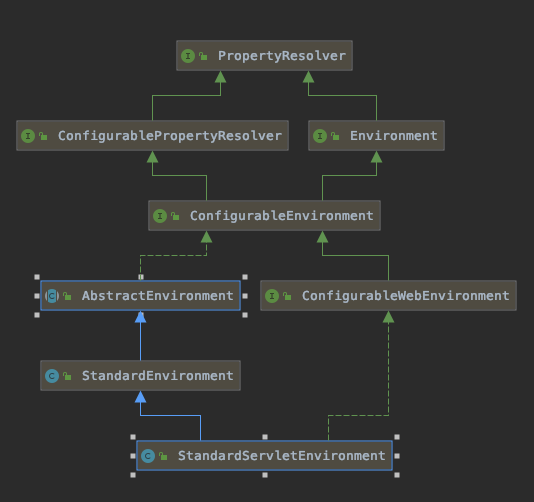 I PropertyResolver
I ConfigurablePropertyResolver
I Environment
I ConfigurableEnvironment
C AbstractEnvironment
I ConfigurableWebEnvironment
C StandardEnvironment
C StandardServletEnvironment